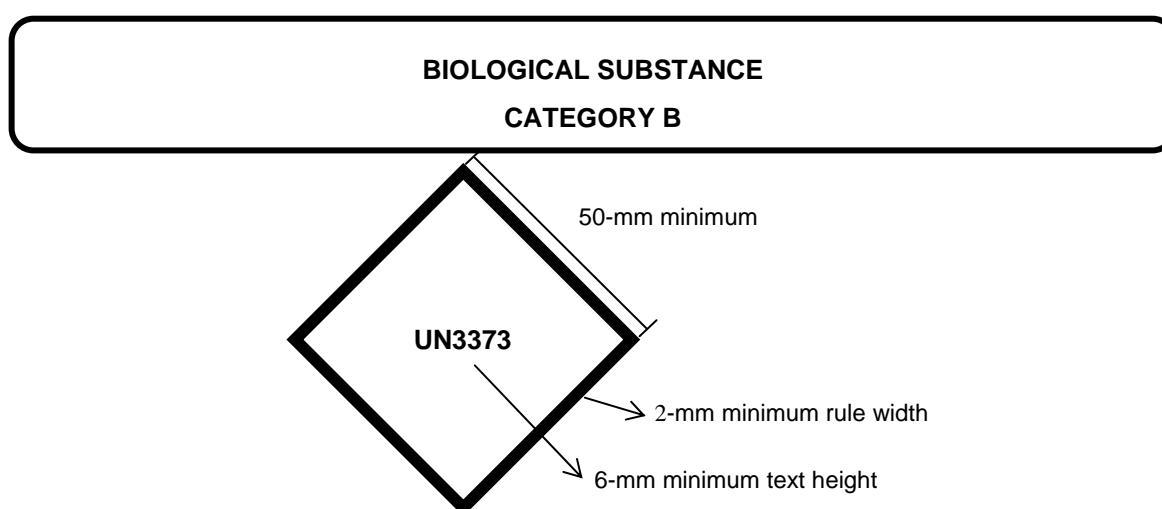 BIOLOGICAL SUBSTANCE
CATEGORY B
50-mm minimum
UN3373
2-mm minimum rule width
6-mm minimum text height